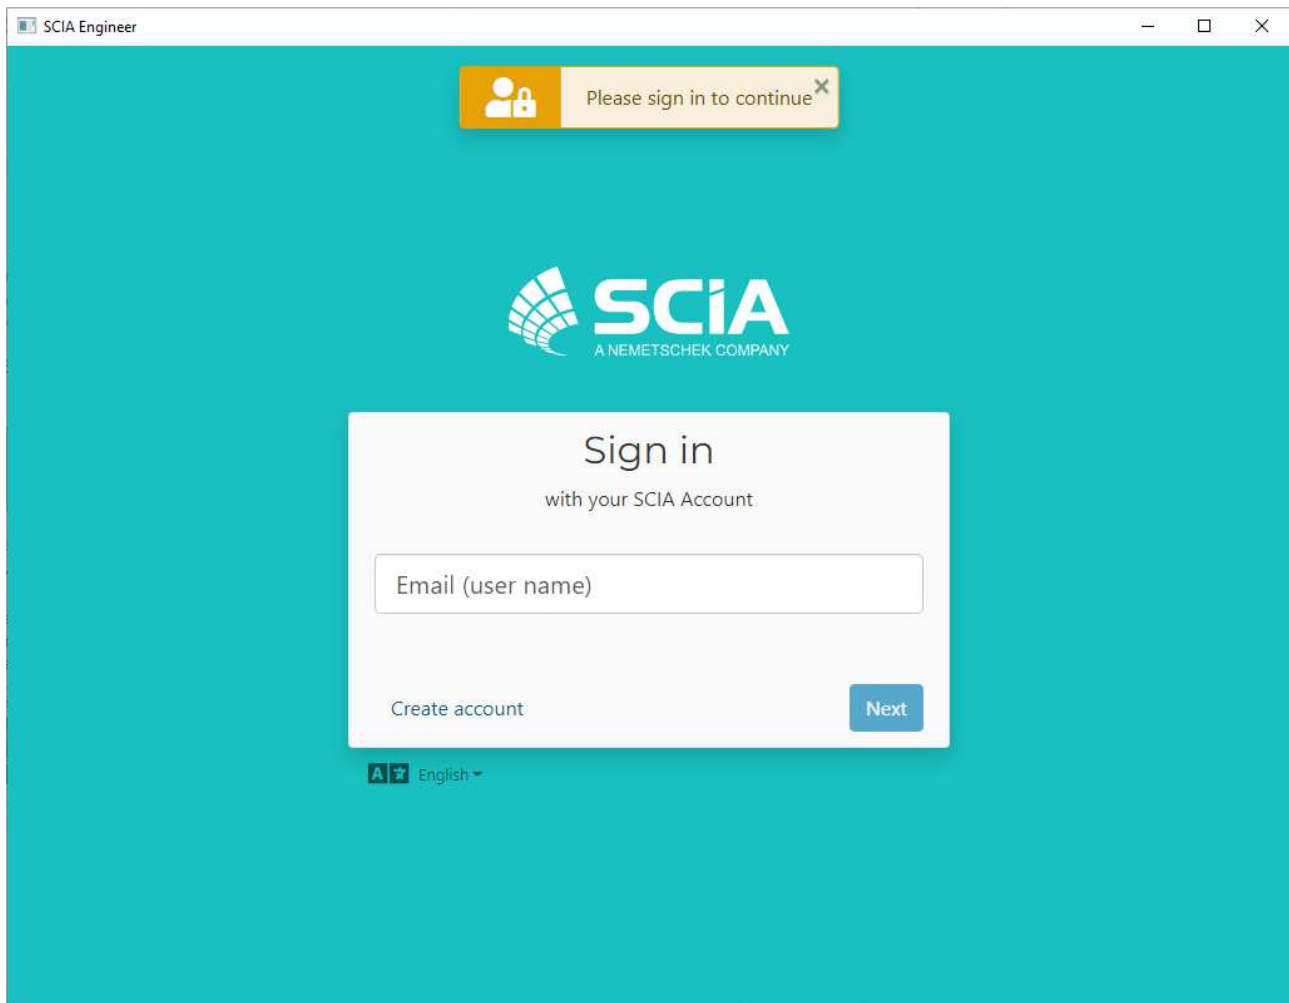 SCIA Engineer
Please sign in to continue
SCiA
A NEMETSCHEK COMPANY
Sign in
with your SCIA Account
Email (user name)
Create account
Next
English